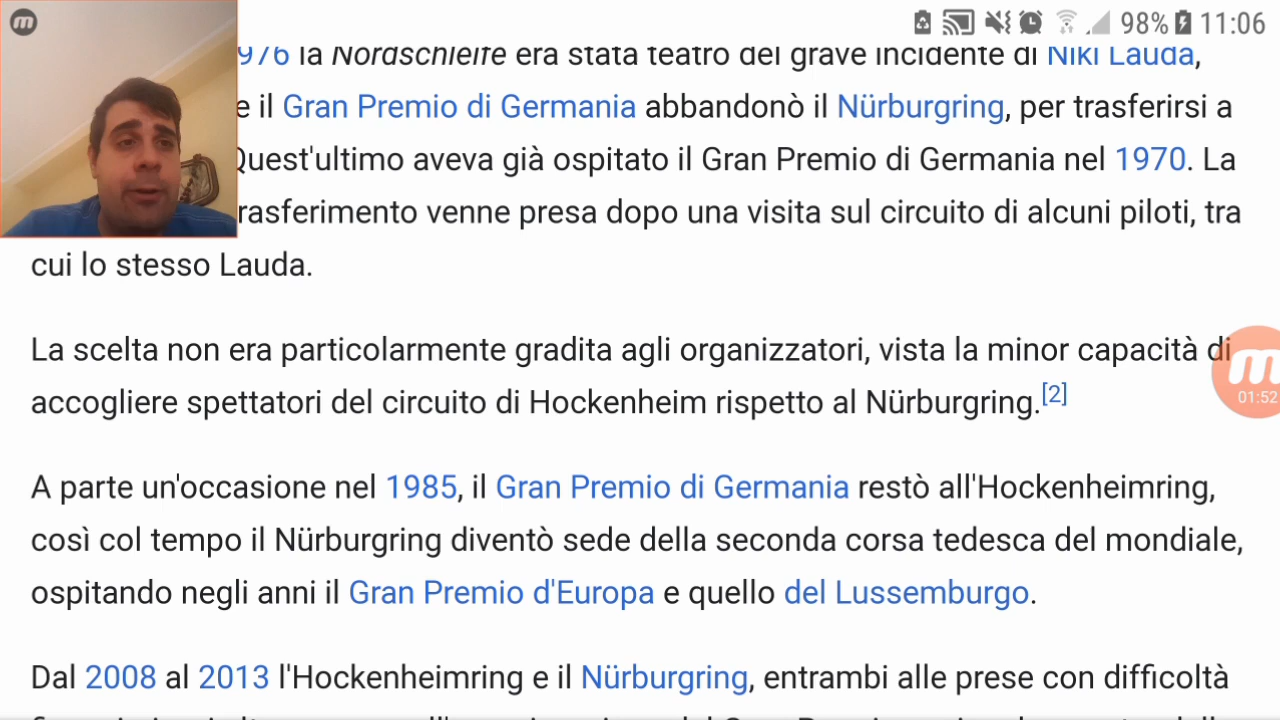 m
98% 11:06
976 la Nordschleife era stata teatro del grave incidente di Niki Lauda,
e il Gran Premio di Germania abbandonò il Nürburgring, per trasferirsi a
Quest'ultimo aveva già ospitato il Gran Premio di Germania nel 1970. La
rasferimento venne presa dopo una visita sul circuito di alcuni piloti, tra
cui lo stesso Lauda.
La scelta non era particolarmente gradita agli organizzatori, vista la minor capacità di
accogliere spettatori del circuito di Hockenheim rispetto al Nürburgring.[2]
m
01:52
A parte un'occasione nel 1985, il Gran Premio di Germania restò all'Hockenheimring,
così col tempo il Nürburgring diventò sede della seconda corsa tedesca del mondiale,
ospitando negli anni il Gran Premio d'Europa e quello del Lussemburgo.
Dal 2008 al 2013 l'Hockenheimring e il Nürburgring, entrambi alle prese con difficoltà